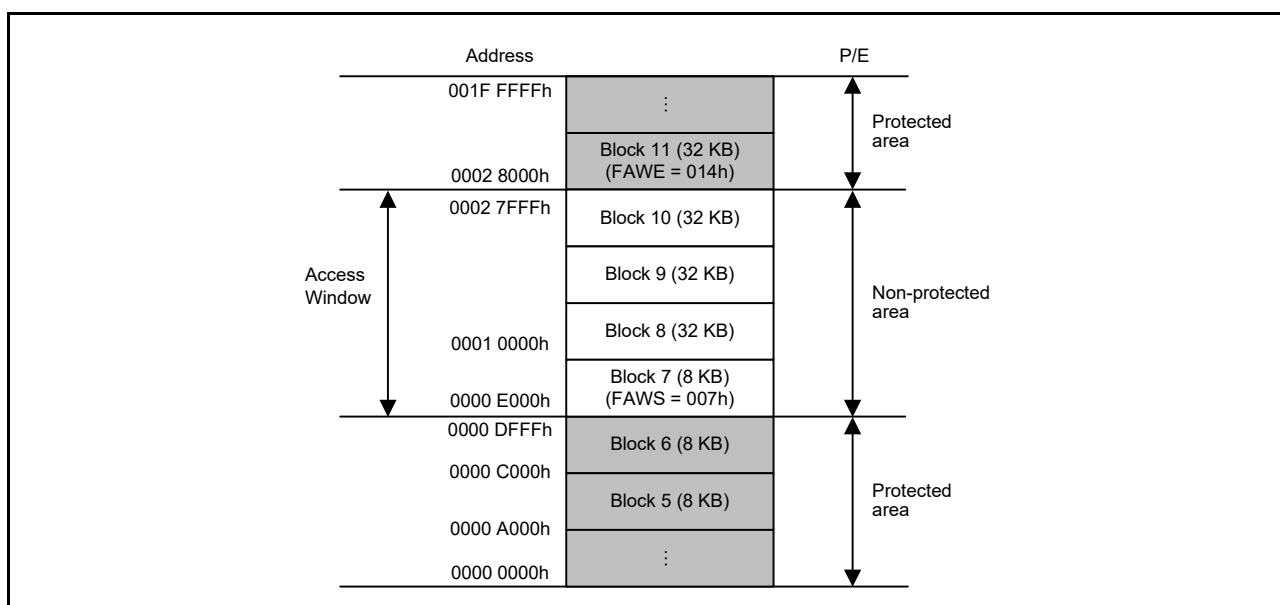 Address P/E
001F FFFFh
⋮
Protected
area
Block 11 (32 KB)
(FAWE = 014h)
0002 8000h
0002 7FFFh
Block 10 (32 KB)
Access
Window
Block 9 (32 KB)
Non-protected
area
Block 8 (32 KB)
0001 0000h
Block 7 (8 KB)
(FAWS = 007h)
0000 E000h
0000 DFFFh
Block 6 (8 KB)
0000 C000h
Block 5 (8 KB)
Protected
area
0000 A000h
⋮
0000 0000h